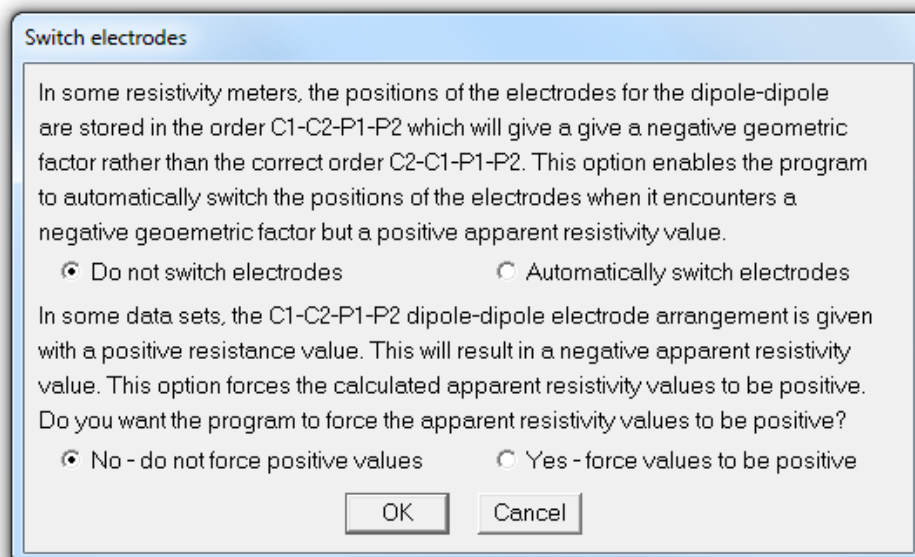 Switch electrodes
In some resistivity meters, the positions of the electrodes for the dipole-dipole
are stored in the order C1-C2-P1-P2 which will give a give a negative geometric
factor rather than the correct order C2-C1-P1-P2. This option enables the program
to automatically switch the positions of the electrodes when it encounters a
negative geoemetric factor but a positive apparent resistivity value.
Do not switch electrodes Automatically switch electrodes
In some data sets, the C1-C2-P1-P2 dipole-dipole electrode arrangement is given
with a positive resistance value. This will result in a negative apparent resistivity
value. This option forces the calculated apparent resistivity values to be positive.
Do you want the program to force the apparent resistivity values to be positive?
No - do not force positive values Yes - force values to be positive
OK Cancel